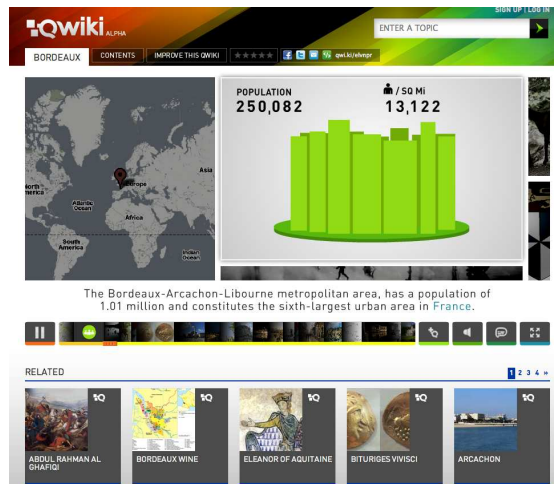 SIGN UP | LOG IN
Qwiki ALPHA
ENTER A TOPIC
BORDEAUX
CONTENTS
IMPROVE THIS QWIKI
qwi.ki/elvnpr
POPULATION
250,082
/ SQ Mi
13,122
Asia
Europe
North America
Atlantic Ocean
Africa
South America
Indian Ocean
The Bordeaux-Arcachon-Libourne metropolitan area, has a population of
1.01 million and constitutes the sixth-largest urban area in France.
RELATED
1 2 3 4 »
Q
Q
Q
Q
Q
ABDUL RAHMAN AL
GHAFIQI
BORDEAUX WINE
ELEANOR OF AQUITAINE
BITURIGES VIVISCI
ARCACHON